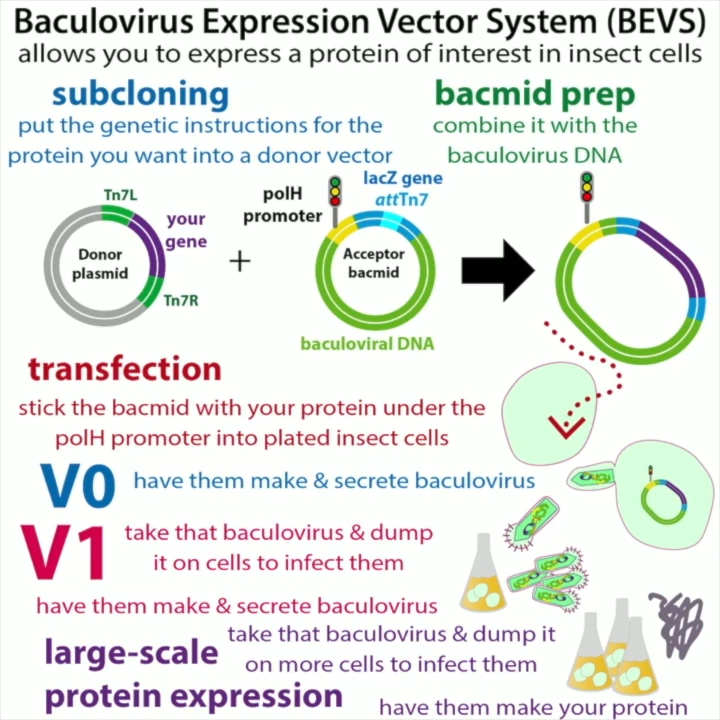 Baculovirus Expression Vector System (BEVS)
allows you to express a protein of interest in insect cells
subcloning
put the genetic instructions for the
protein you want into a donor vector
bacmid prep
combine it with the
baculovirus DNA
Tn7L
your
gene
Donor
plasmid
Tn7R
+
polH
promoter
lacZ gene
attTn7
Acceptor
bacmid
baculoviral DNA
transfection
stick the bacmid with your protein under the
polH promoter into plated insect cells
V0 have them make & secrete baculovirus
V1 take that baculovirus & dump
it on cells to infect them
have them make & secrete baculovirus
large-scale
protein expression
take that baculovirus & dump it
on more cells to infect them
have them make your protein